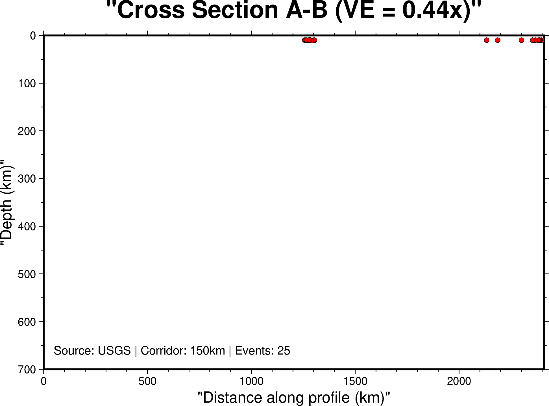 "Cross Section A-B (VE = 0.44x)"
0
100
200
300
400
500
600
700
"Depth (km)"
Source: USGS | Corridor: 150km | Events: 25
0 500 1000 1500 2000
"Distance along profile (km)"